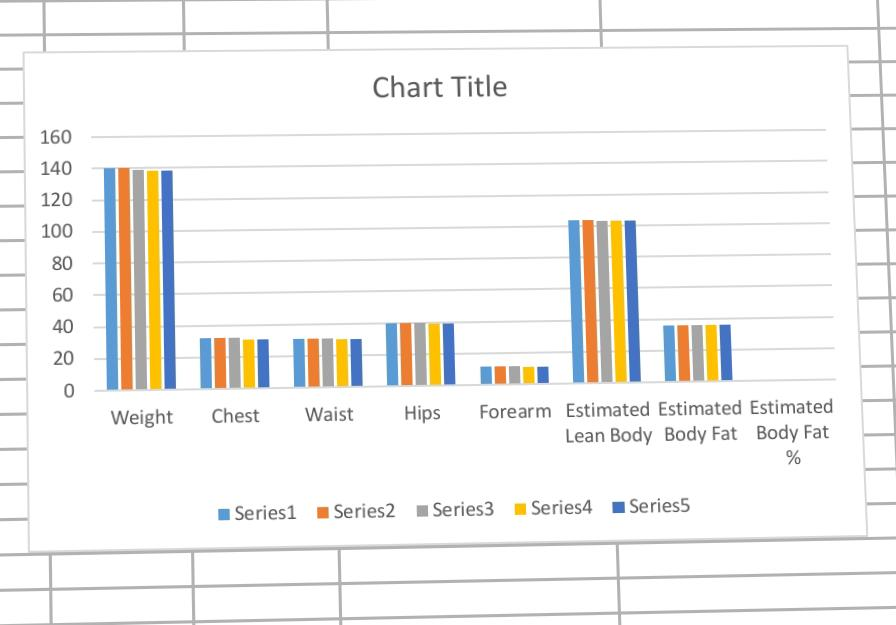 Chart Title
160
140
120
100
80
60
40
20
0
Weight Chest Waist Hips Forearm Estimated Estimated Estimated
Lean Body Body Fat Body Fat
%
Series1 Series2 Series3 Series4 Series5